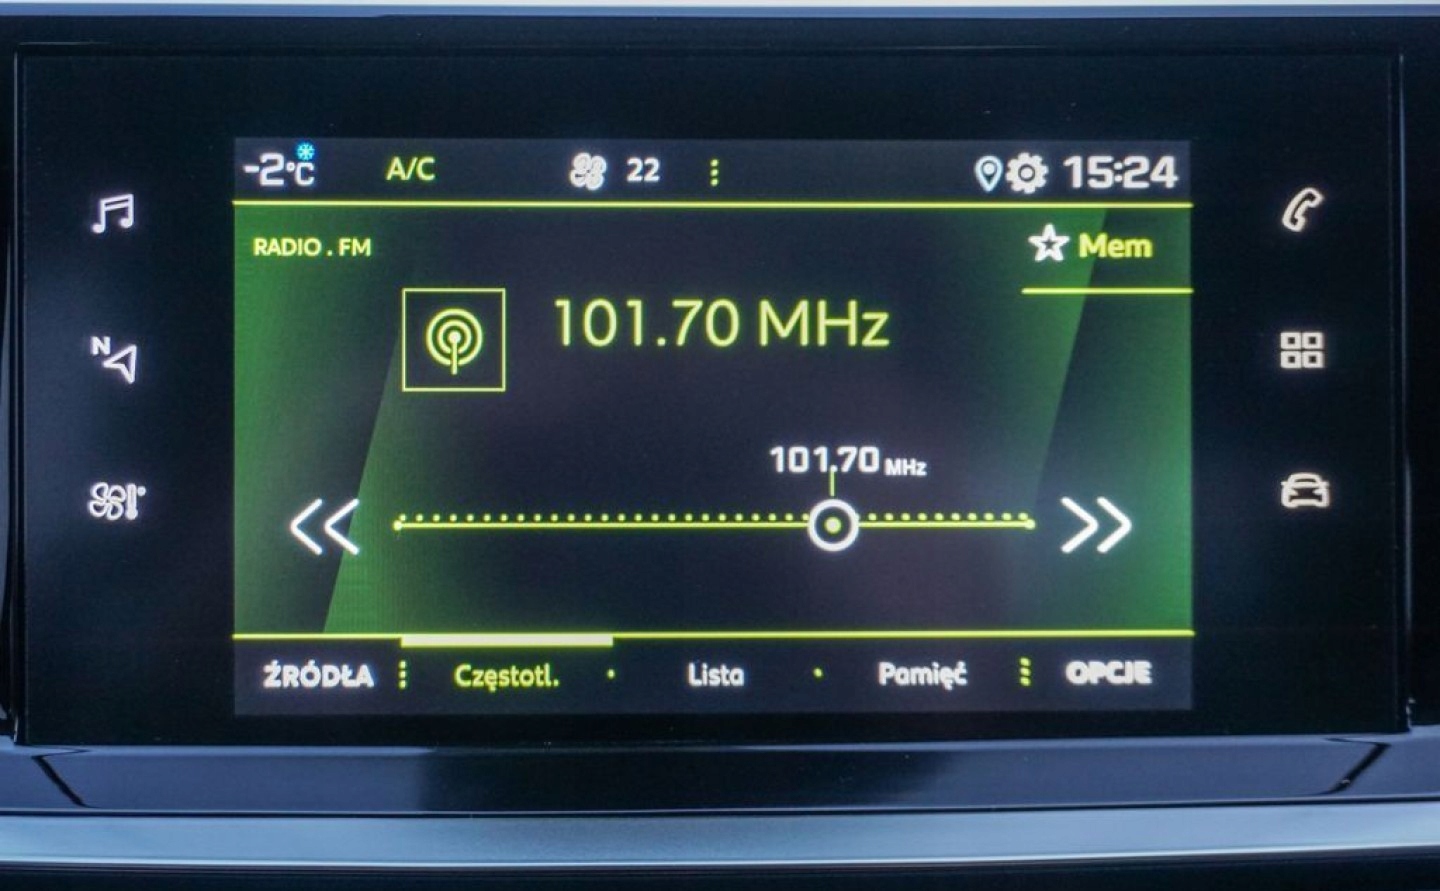 -2°C A/C 22 15:24
RADIO . FM
Mem
101.70 MHz
N
101.70 MHz
ŹRÓDŁA Częstotl. Lista Pamięć OPCJE